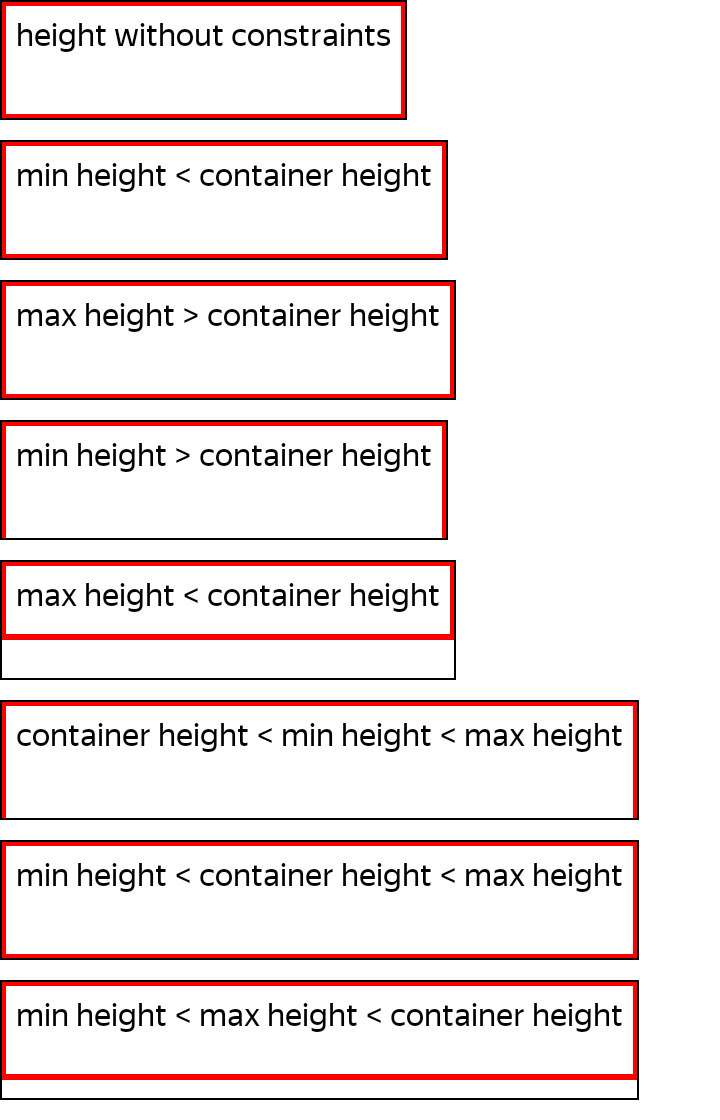 height without constraints
min height < container height
max height > container height
min height > container height
max height < container height
container height < min height < max height
min height < container height < max height
min height < max height < container height